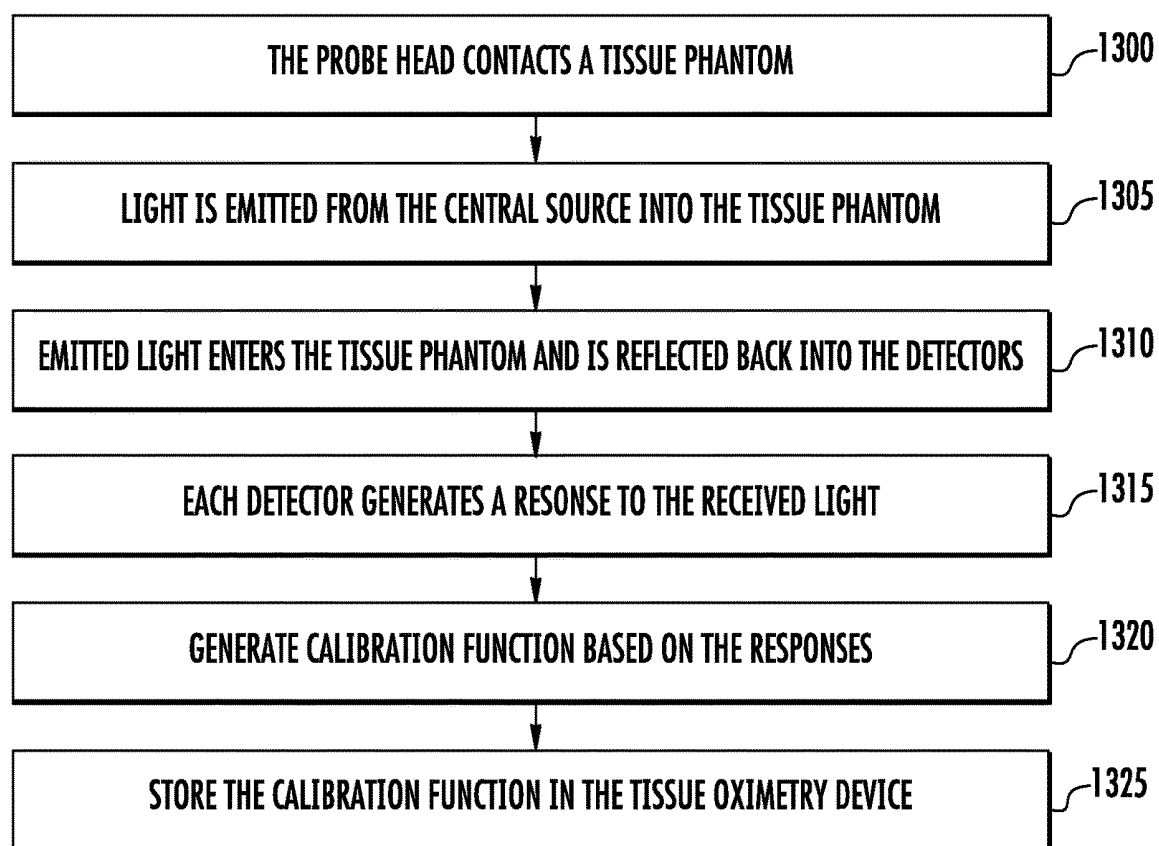 THE PROBE HEAD CONTACTS A TISSUE PHANTOM
1300
LIGHT IS EMITTED FROM THE CENTRAL SOURCE INTO THE TISSUE PHANTOM
1305
EMITTED LIGHT ENTERS THE TISSUE PHANTOM AND IS REFLECTED BACK INTO THE DETECTORS
1310
EACH DETECTOR GENERATES A RESONSE TO THE RECEIVED LIGHT
1315
GENERATE CALIBRATION FUNCTION BASED ON THE RESPONSES
1320
STORE THE CALIBRATION FUNCTION IN THE TISSUE OXIMETRY DEVICE
1325